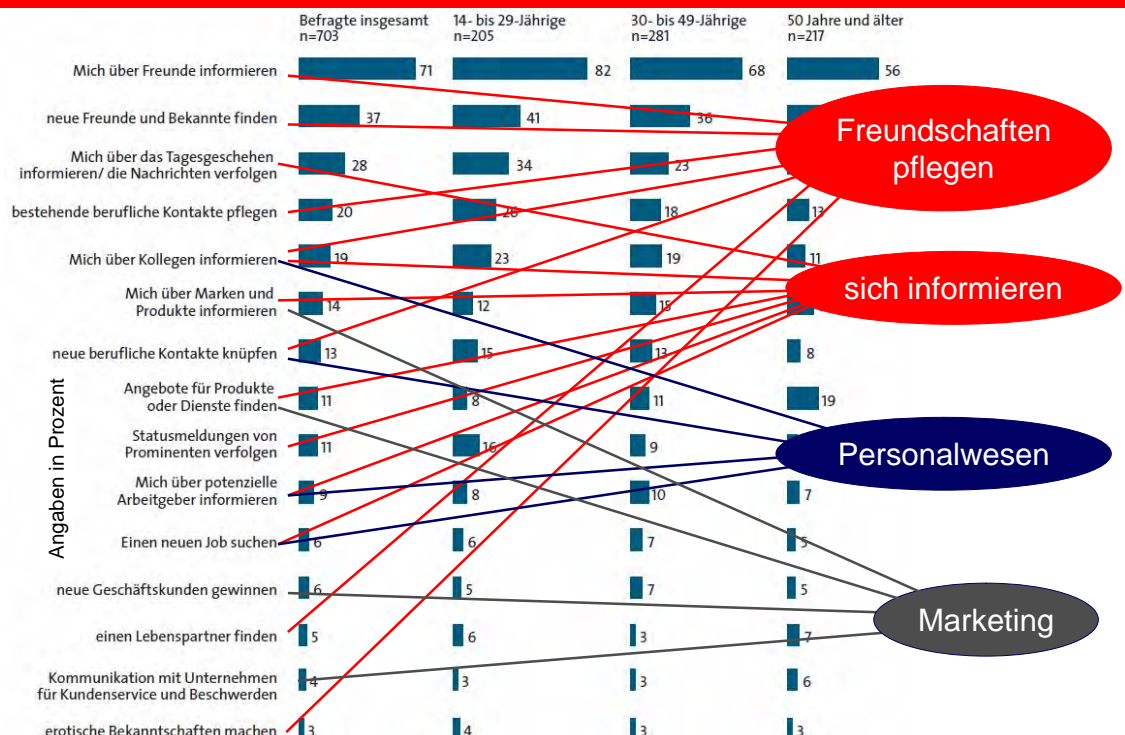 Befragte insgesamt 14- bis 29-Jährige 30- bis 49-Jährige 50 Jahre und älter
n=703 n=205 n=281 n=217
Mich über Freunde informieren 71 82 68 56
neue Freunde und Bekannte finden 37 41 36
Mich über das Tagesgeschehen
informieren/ die Nachrichten verfolgen 28 34 23
bestehende berufliche Kontakte pflegen 20 26 18 13
Mich über Kollegen informieren 19 23 19 11
Mich über Marken und
Produkte informieren 14 12 15
neue berufliche Kontakte knüpfen 13 15 13 8
Angebote für Produkte
oder Dienste finden 11 8 11 19
Statusmeldungen von
Prominenten verfolgen 11 16 9
Mich über potenzielle
Arbeitgeber informieren 9 8 10 7
Einen neuen Job suchen 6 6 7 5
neue Geschäftskunden gewinnen 6 5 7 5
einen Lebenspartner finden 5 6 3 7
Kommunikation mit Unternehmen
für Kundenservice und Beschwerden 4 3 3 6
erotische Bekanntschaften machen 3 4 3 3
Angaben in Prozent
Freundschaften
pflegen
sich informieren
Personalwesen
Marketing